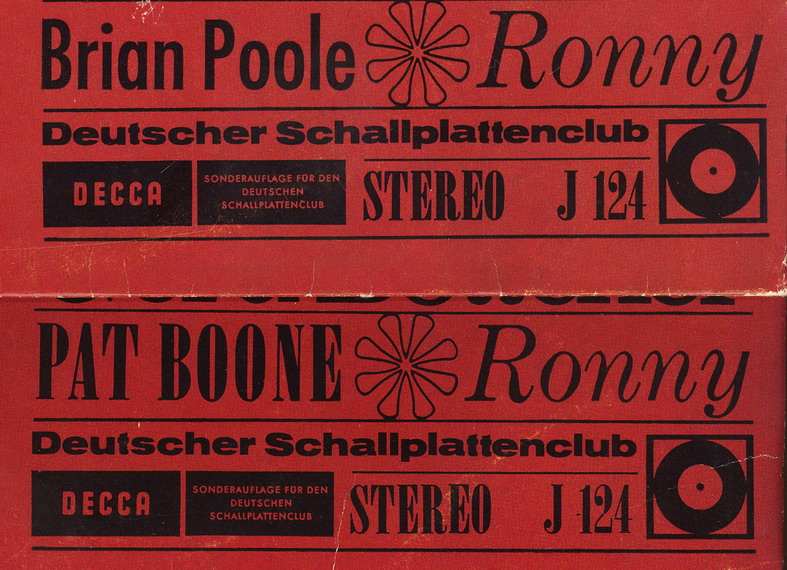 Brian Poole Ronny
Deutscher Schallplattenclub
DECCA
SONDERAUFLAGE FÜR DEN
DEUTSCHEN
SCHALLPLATTENCLUB
STEREO J 124
PAT BOONE Ronny
Deutscher Schallplattenclub
DECCA
SONDERAUFLAGE FÜR DEN
DEUTSCHEN
SCHALLPLATTENCLUB
STEREO J 124